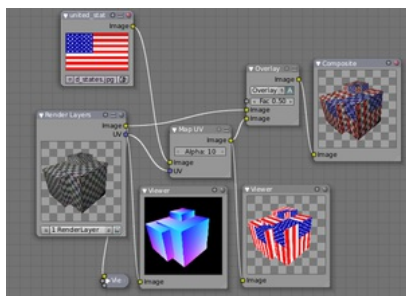 united_stat
Image
d_states.jpg
Render Layers
Image
UV
1 RenderLayer
Vie
Map UV
Image
Alpha: 10
Image
UV
Overlay
Image
Overlay
A
Fac 0.50
Image
Image
Composite
Image
Viewer
Image
Viewer
Image